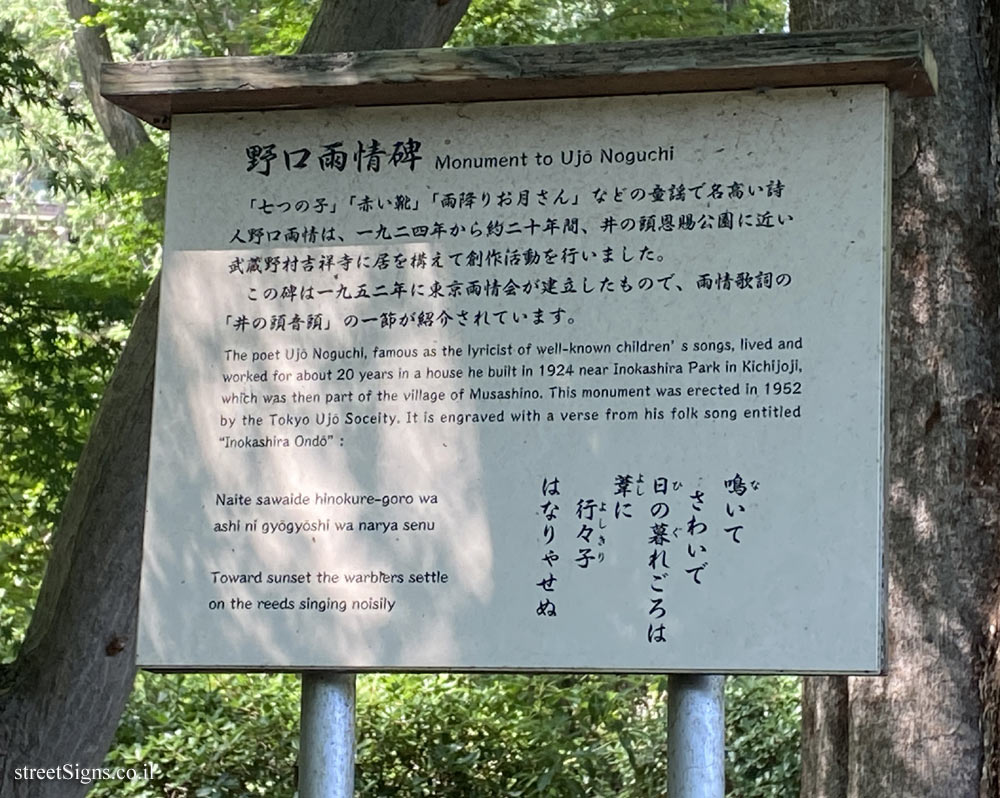 野口雨情碑 Monument to Ujō Noguchi
「七つの子」「赤い靴」「雨降りお月さん」などの童謡で名高い詩
人野口雨情は、一九二四年から約二十年間、井の頭恩賜公園に近い
武蔵野村吉祥寺に居を構えて創作活動を行いました。
この碑は一九五二年に東京雨情会が建立したもので、雨情歌詞の
「井の頭音頭」の一節が紹介されています。
The poet Ujō Noguchi, famous as the lyricist of well-known children' s songs, lived and
worked for about 20 years in a house he built in 1924 near Inokashira Park in Kichijoji,
which was then part of the village of Musashino. This monument was erected in 1952
by the Tokyo Ujō Soceity. It is engraved with a verse from his folk song entitled
"Inokashira Ondō" :
Naite sawaide hinokure-goro wa
ashi ni gyōgyōshi wa narya senu
Toward sunset the warblers settle
on the reeds singing noisily
鳴いて
な
さわいで
日の暮れごろは
ひ ぐ
葦に
よし
行々子
よしきり
はなりゃせぬ
streetSigns.co.il